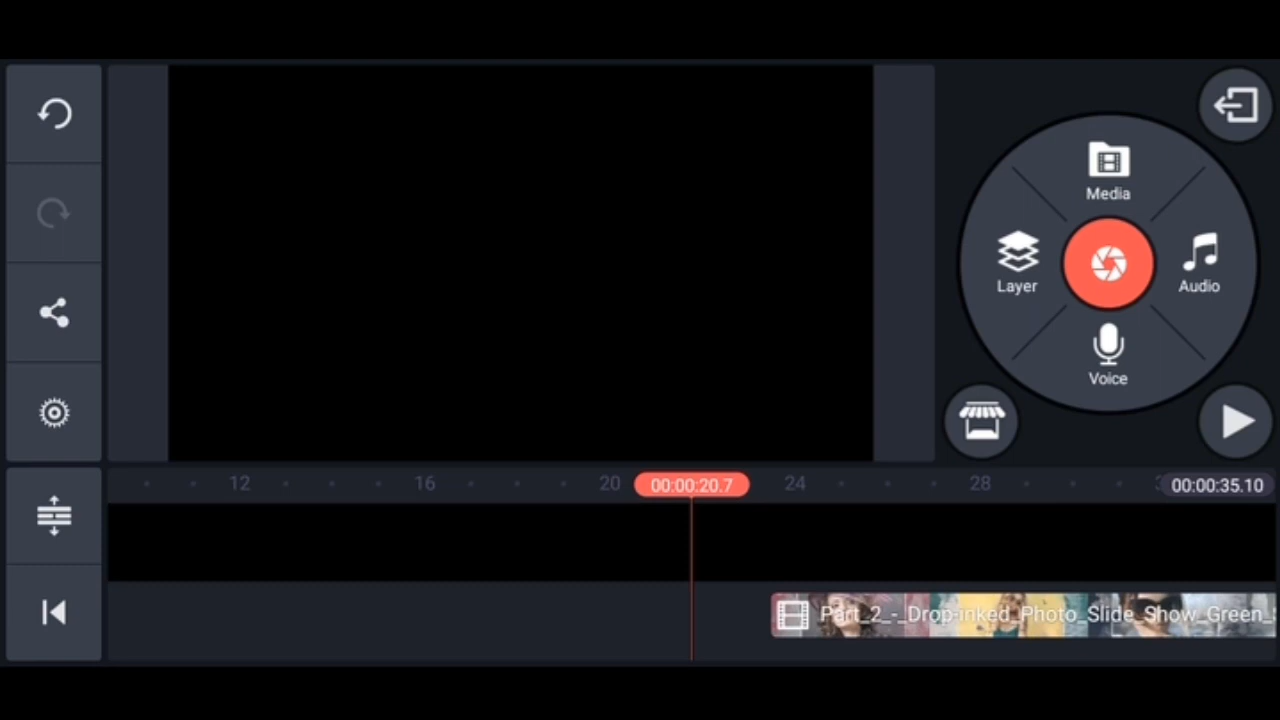 Media
Layer
Audio
Voice
12
16
20
00:00:20.7
24
28
00:00:35.10
Part_2_-_Drop-inked_Photo_Slide_Show_Green_